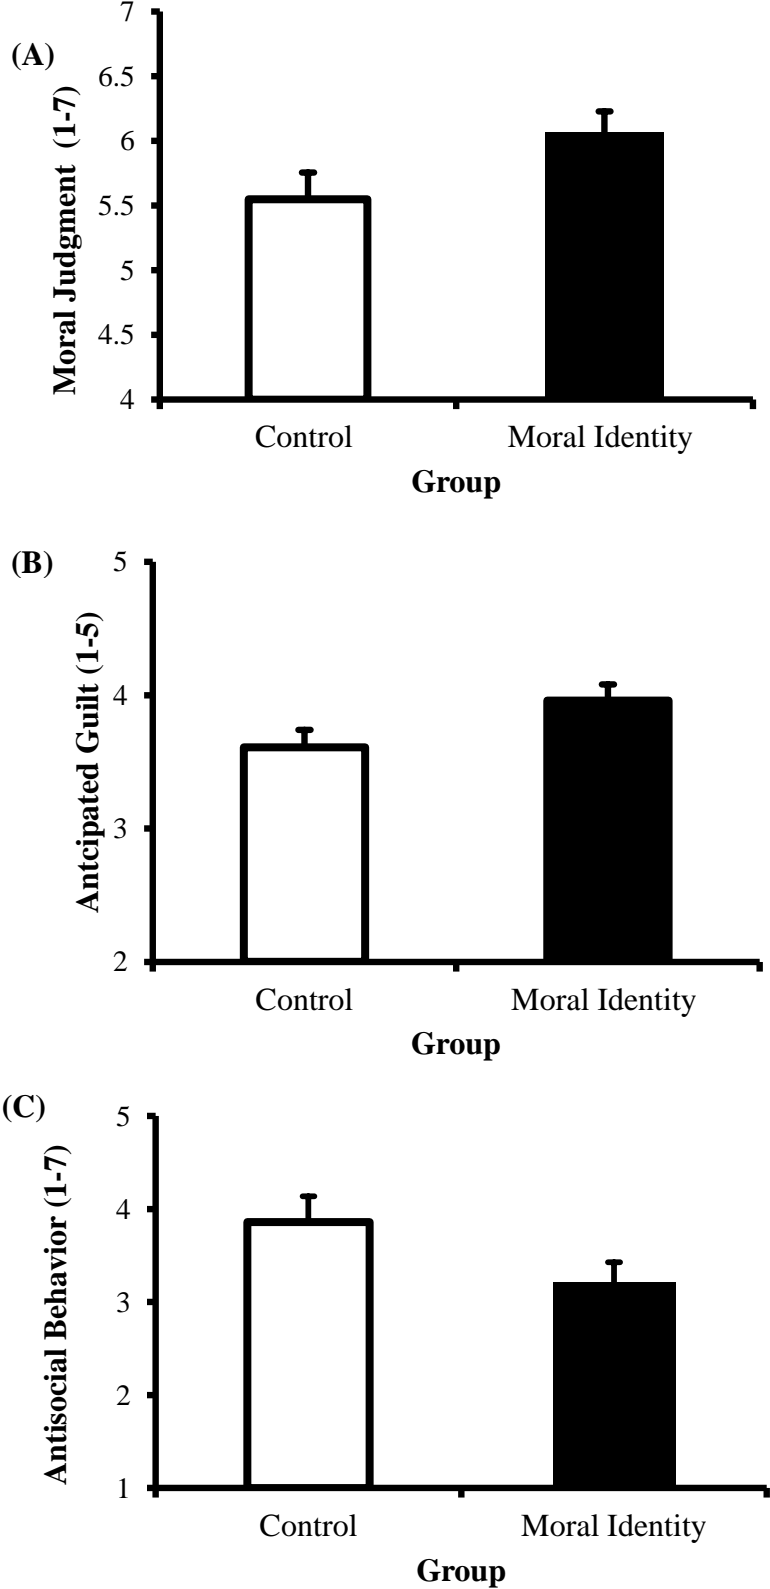 (A)
Moral Judgment (1-7)
7
6.5
6
5.5
5
4.5
4
Control Moral Identity
Group
(B)
Antcipated Guilt (1-5)
5
4
3
2
Control Moral Identity
Group
(C)
Antisocial Behavior (1-7)
5
4
3
2
1
Control Moral Identity
Group